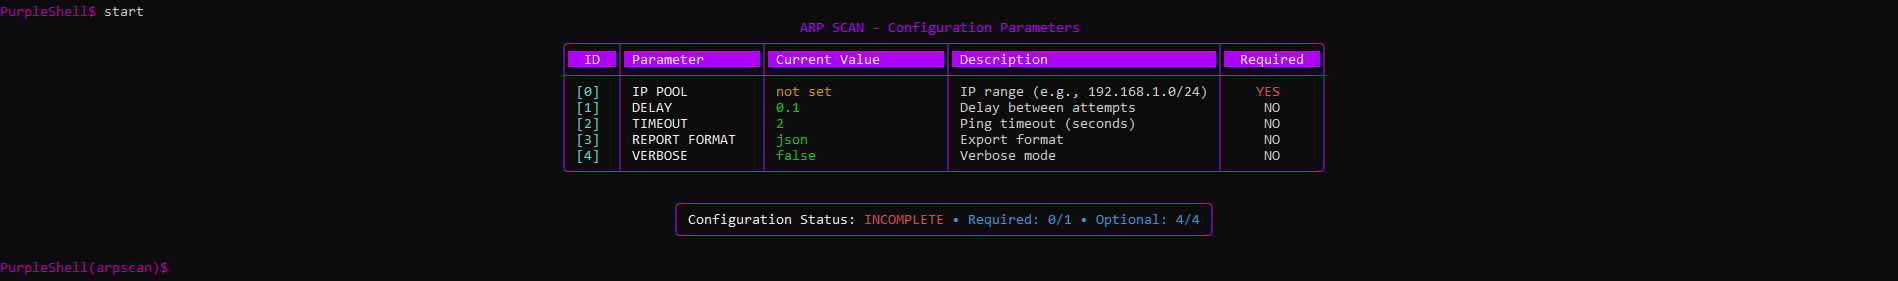 PurpleShell$ start
ARP SCAN - Configuration Parameters
ID Parameter Current Value Description Required
[0] IP POOL not set IP range (e.g., 192.168.1.0/24) YES
[1] DELAY 0.1 Delay between attempts NO
[2] TIMEOUT 2 Ping timeout (seconds) NO
[3] REPORT FORMAT json Export format NO
[4] VERBOSE false Verbose mode NO
Configuration Status: INCOMPLETE • Required: 0/1 • Optional: 4/4
PurpleShell(arpscan)$